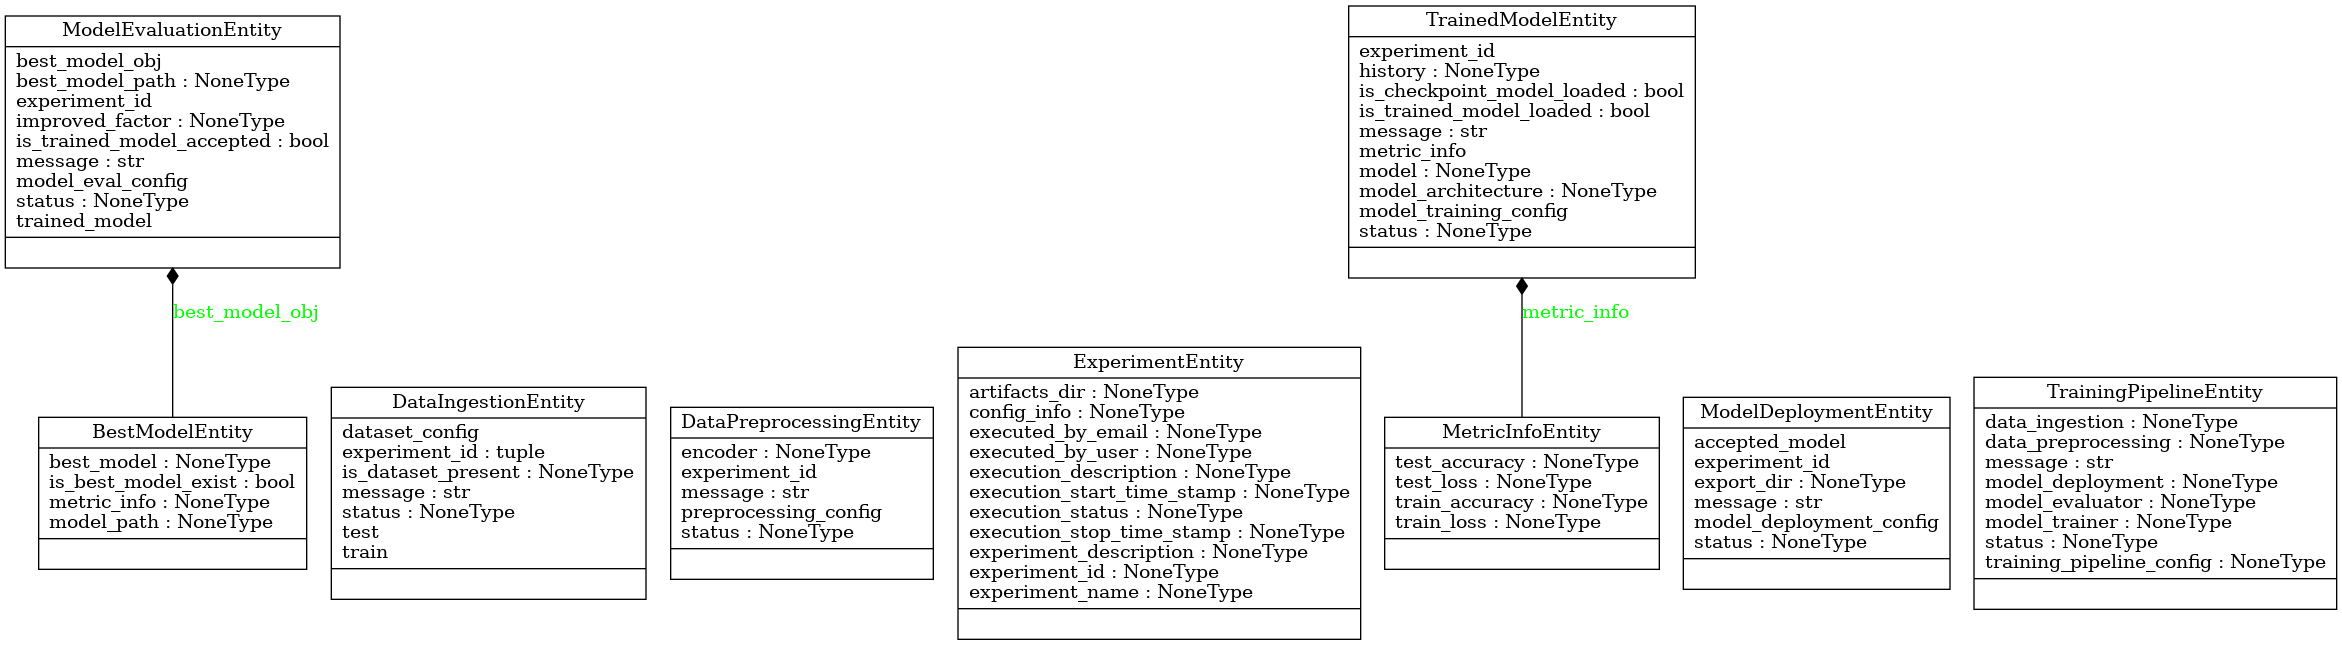 ModelEvaluationEntity
best_model_obj
best_model_path : NoneType
experiment_id
improved_factor : NoneType
is_trained_model_accepted : bool
message : str
model_eval_config
status : NoneType
trained_model
TrainedModelEntity
experiment_id
history : NoneType
is_checkpoint_model_loaded : bool
is_trained_model_loaded : bool
message : str
metric_info
model : NoneType
model_architecture : NoneType
model_training_config
status : NoneType
best_model_obj
metric_info
BestModelEntity
best_model : NoneType
is_best_model_exist : bool
metric_info : NoneType
model_path : NoneType
DataIngestionEntity
dataset_config
experiment_id : tuple
is_dataset_present : NoneType
message : str
status : NoneType
test
train
DataPreprocessingEntity
encoder : NoneType
experiment_id
message : str
preprocessing_config
status : NoneType
ExperimentEntity
artifacts_dir : NoneType
config_info : NoneType
executed_by_email : NoneType
executed_by_user : NoneType
execution_description : NoneType
execution_start_time_stamp : NoneType
execution_status : NoneType
execution_stop_time_stamp : NoneType
experiment_description : NoneType
experiment_id : NoneType
experiment_name : NoneType
MetricInfoEntity
test_accuracy : NoneType
test_loss : NoneType
train_accuracy : NoneType
train_loss : NoneType
ModelDeploymentEntity
accepted_model
experiment_id
export_dir : NoneType
message : str
model_deployment_config
status : NoneType
TrainingPipelineEntity
data_ingestion : NoneType
data_preprocessing : NoneType
message : str
model_deployment : NoneType
model_evaluator : NoneType
model_trainer : NoneType
status : NoneType
training_pipeline_config : NoneType